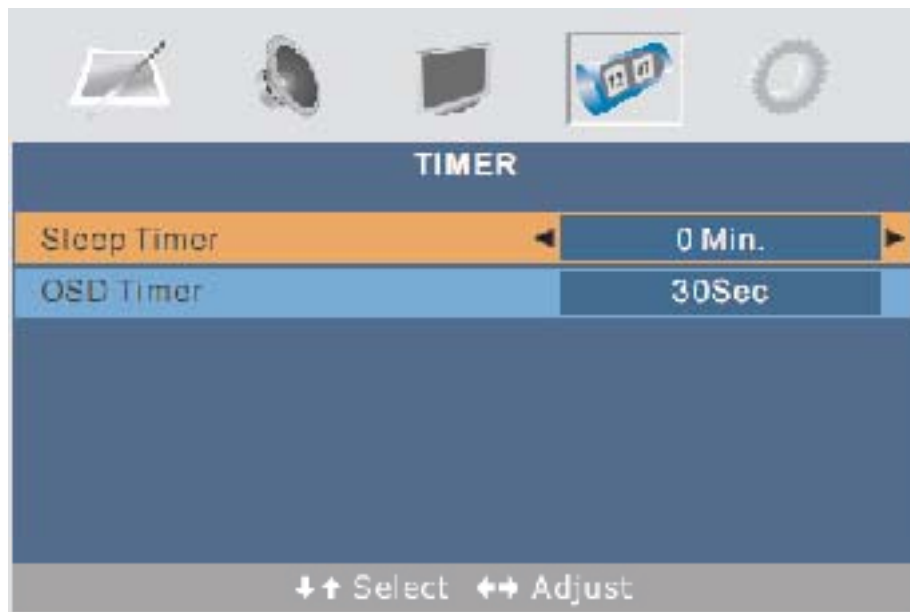 TIMER
Sleep Timer ◀ 0 Min. ▶
OSD Timer 30Sec
↓↑ Select ←→ Adjust